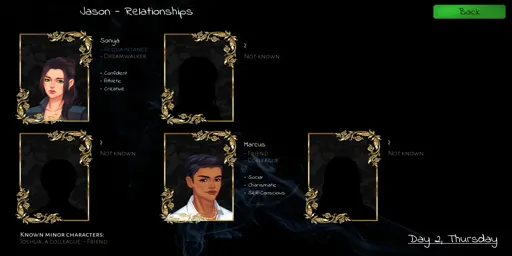 Jason - Relationships
Back
Sonya
- Acquaintance
- Dreamwalker
- Confident
- Artistic
- Creative
?
Not known.
?
Not known.
Marcus
- Friend
- Colleague
- Social
- Charismatic
- Self-Conscious
?
Not known.
Known minor characters:
Joshua, a colleague: - Friend
Day 2, Thursday